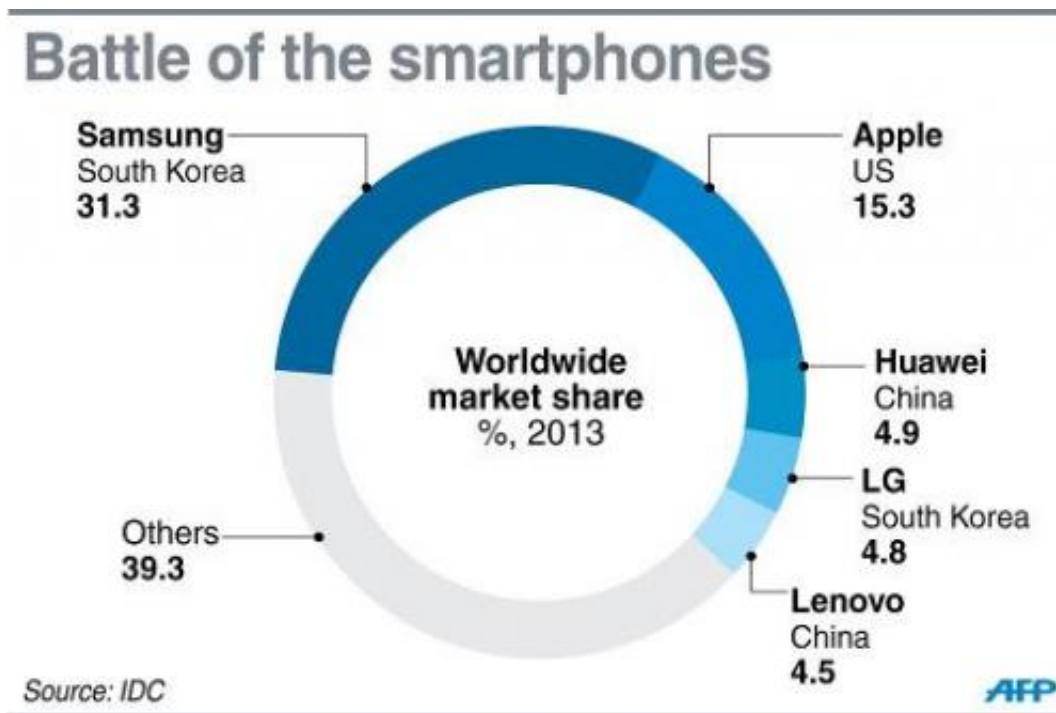 Battle of the smartphones
Samsung
South Korea
31.3
Apple
US
15.3
Worldwide
market share
%, 2013
Huawei
China
4.9
LG
South Korea
4.8
Others
39.3
Lenovo
China
4.5
Source: IDC
AFP